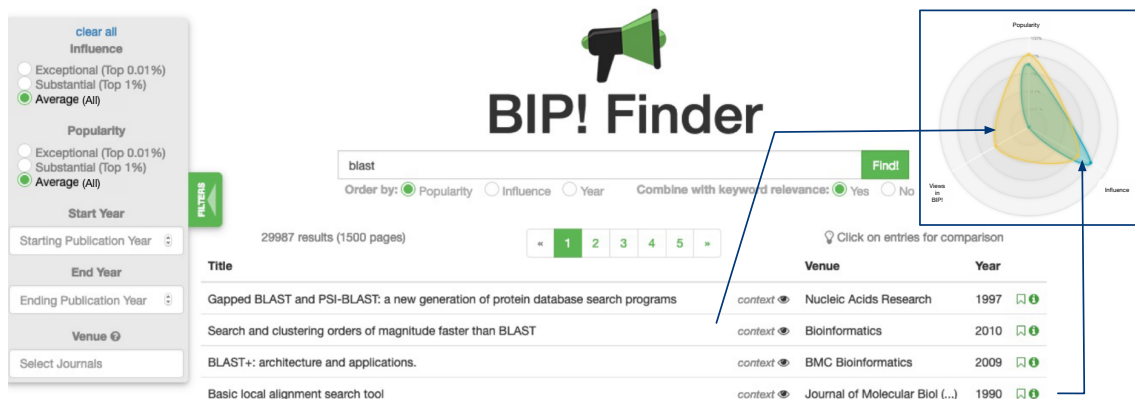 clear all
Influence
Exceptional (Top 0.01%)
Substantial (Top 1%)
Average (All)
Popularity
Exceptional (Top 0.01%)
Substantial (Top 1%)
Average (All)
Start Year
Starting Publication Year
End Year
Ending Publication Year
Venue
Select Journals
FILTERS
BIP! Finder
blast
Find!
Order by: Popularity Influence Year Combine with keyword relevance: Yes No
29987 results (1500 pages)
« 1 2 3 4 5 »
Click on entries for comparison
Title Venue Year
Gapped BLAST and PSI-BLAST: a new generation of protein database search programs context Nucleic Acids Research 1997
Search and clustering orders of magnitude faster than BLAST context Bioinformatics 2010
BLAST+: architecture and applications. context BMC Bioinformatics 2009
Basic local alignment search tool context Journal of Molecular Biol (...) 1990
Popularity
100%
Views
in
BIP!
Influence